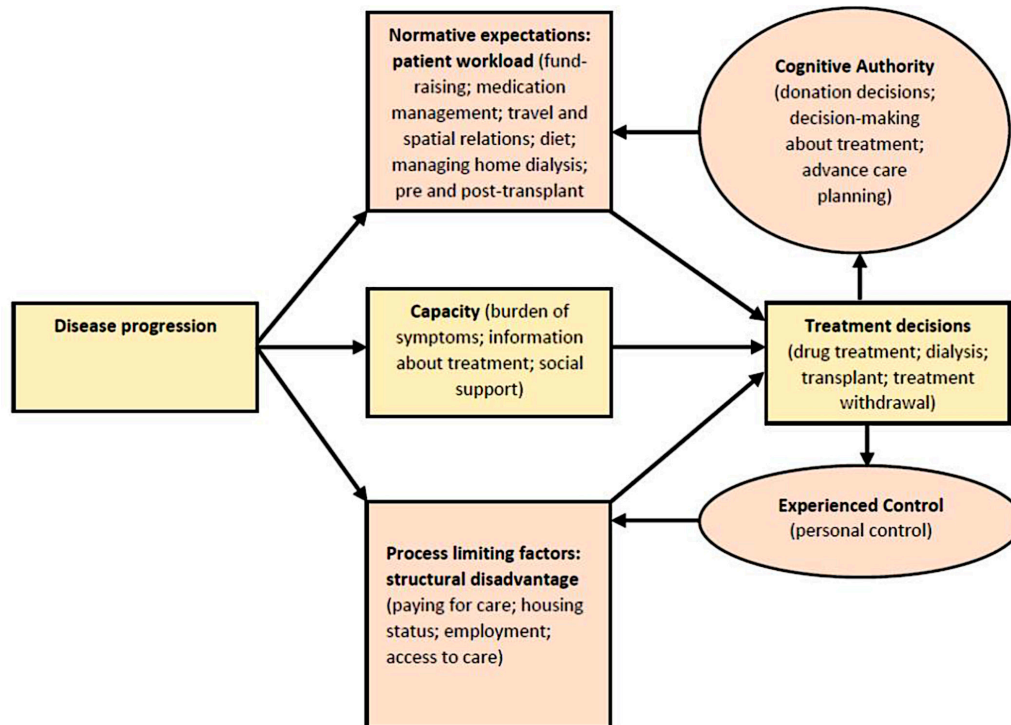 Normative expectations:
patient workload (fund-
raising; medication
management; travel and
spatial relations; diet;
managing home dialysis;
pre and post-transplant
Cognitive Authority
(donation decisions;
decision-making
about treatment;
advance care
planning)
Disease progression
Capacity (burden of
symptoms; information
about treatment; social
support)
Treatment decisions
(drug treatment; dialysis;
transplant; treatment
withdrawal)
Experienced Control
(personal control)
Process limiting factors:
structural disadvantage
(paying for care; housing
status; employment;
access to care)